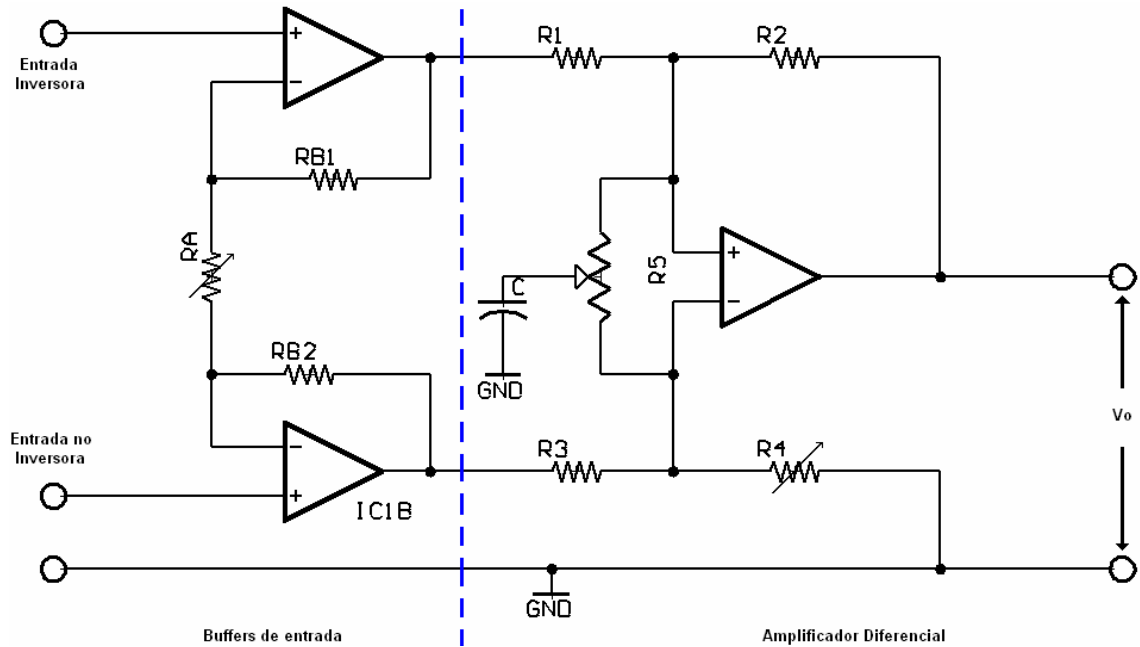 R1
R2
+
Entrada
Inversora
−
RB1
RA
R5
+
−
C
RB2
GND
Vo
Entrada no
Inversora
−
R3
R4
+
IC1B
GND
Buffers de entrada
Amplificador Diferencial